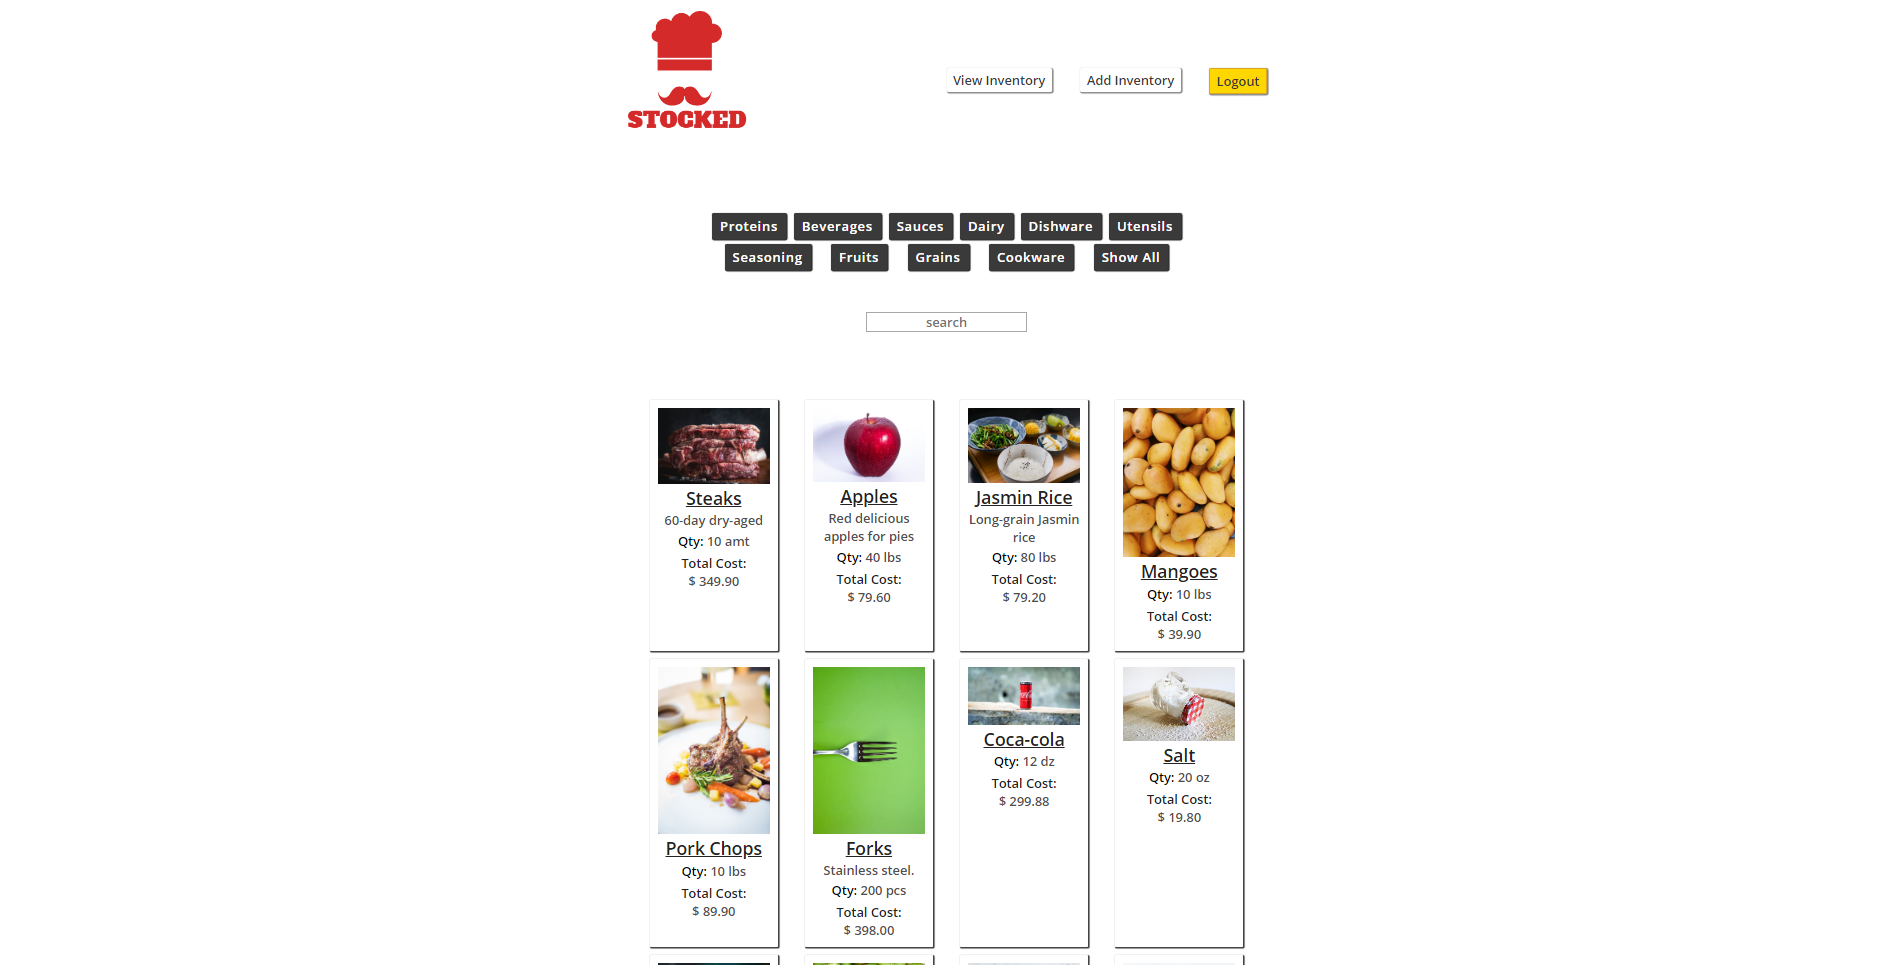 STOCKED
View Inventory
Add Inventory
Logout
Proteins
Beverages
Sauces
Dairy
Dishware
Utensils
Seasoning
Fruits
Grains
Cookware
Show All
search
Steaks
60-day dry-aged
Qty: 10 amt
Total Cost:
$ 349.90
Apples
Red delicious
apples for pies
Qty: 40 lbs
Total Cost:
$ 79.60
Jasmin Rice
Long-grain Jasmin
rice
Qty: 80 lbs
Total Cost:
$ 79.20
Mangoes
Qty: 10 lbs
Total Cost:
$ 39.90
Pork Chops
Qty: 10 lbs
Total Cost:
$ 89.90
Forks
Stainless steel.
Qty: 200 pcs
Total Cost:
$ 398.00
Coca-cola
Qty: 12 dz
Total Cost:
$ 299.88
Salt
Qty: 20 oz
Total Cost:
$ 19.80